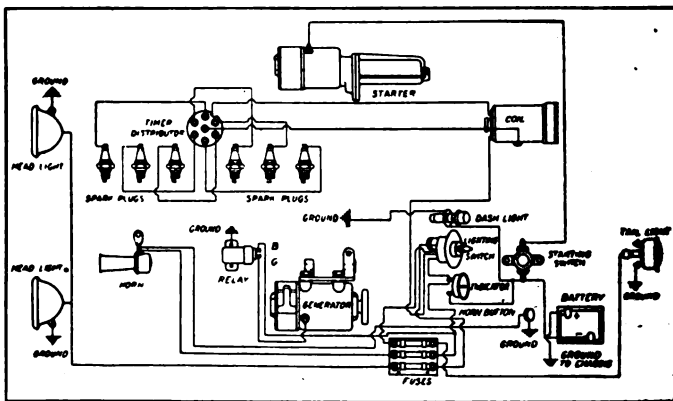 GROUND
STARTER
TIMER
DISTRIBUTOR
COIL
HEAD LIGHT
SPARK PLUGS
SPARK PLUGS
GROUND
DASH LIGHT
GROUND
LIGHTING
SWITCH
TAIL LIGHT
STARTING
SWITCH
B
G
HEAD LIGHT
HORN
RELAY
GENERATOR
INDICATOR
HORN BUTTON
BATTERY
GROUND
GROUND
GROUND
GROUND
TO CHASSIS
FUSES